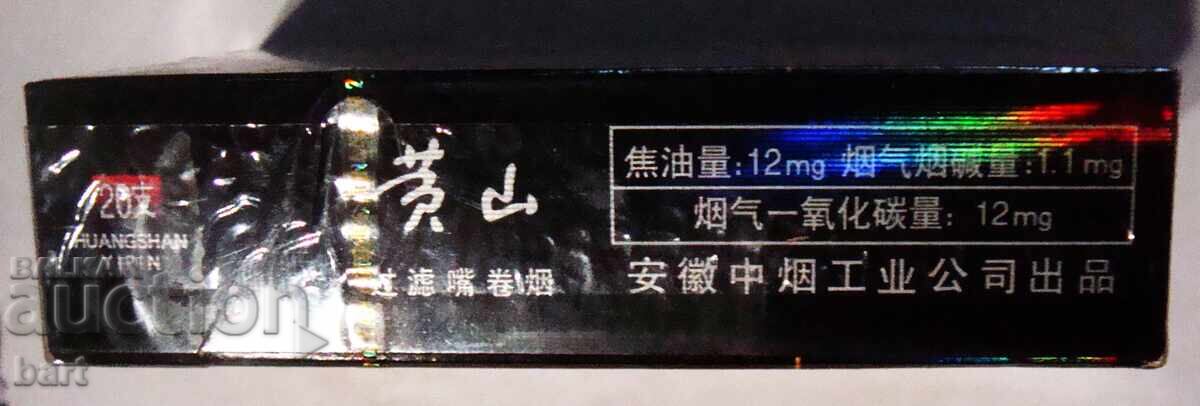 20支
HUANGSHAN
黄山
过滤嘴卷烟
焦油量:12mg 烟气烟碱量:1.1mg
烟气一氧化碳量: 12mg
安徽中烟工业公司出品
BALKAN
auction
bart